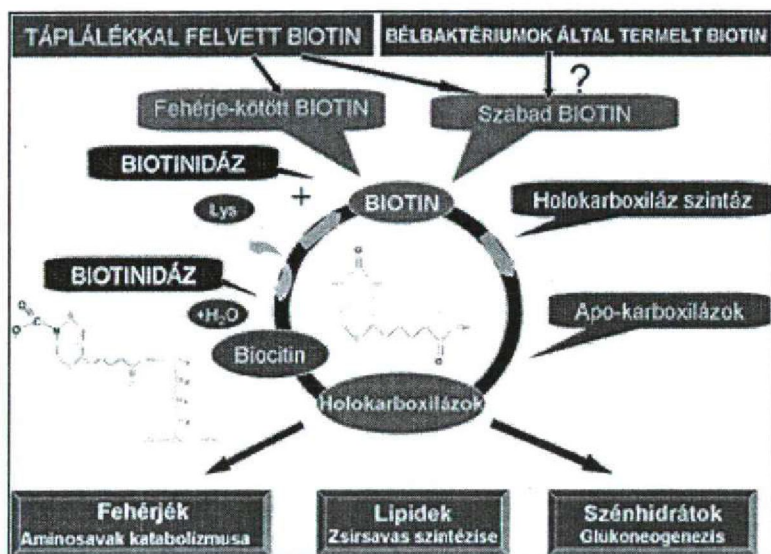 TÁPLÁLÉKKAL FELVETT BIOTIN
BÉLBAKTÉRIUMOK ÁLTAL TERMELT BIOTIN
?
Fehérje-kötött BIOTIN
Szabad BIOTIN
BIOTINIDÁZ
+
BIOTIN
Lys
Holokarboxiláz szintáz
BIOTINIDÁZ
+H₂O
Apo-karboxilázok
Biocitin
Holokarboxilázok
Fehérjék
Aminosavak katabolizmusa
Lipidek
Zsírsavas szintézise
Szénhidrátok
Glükoneogenezis